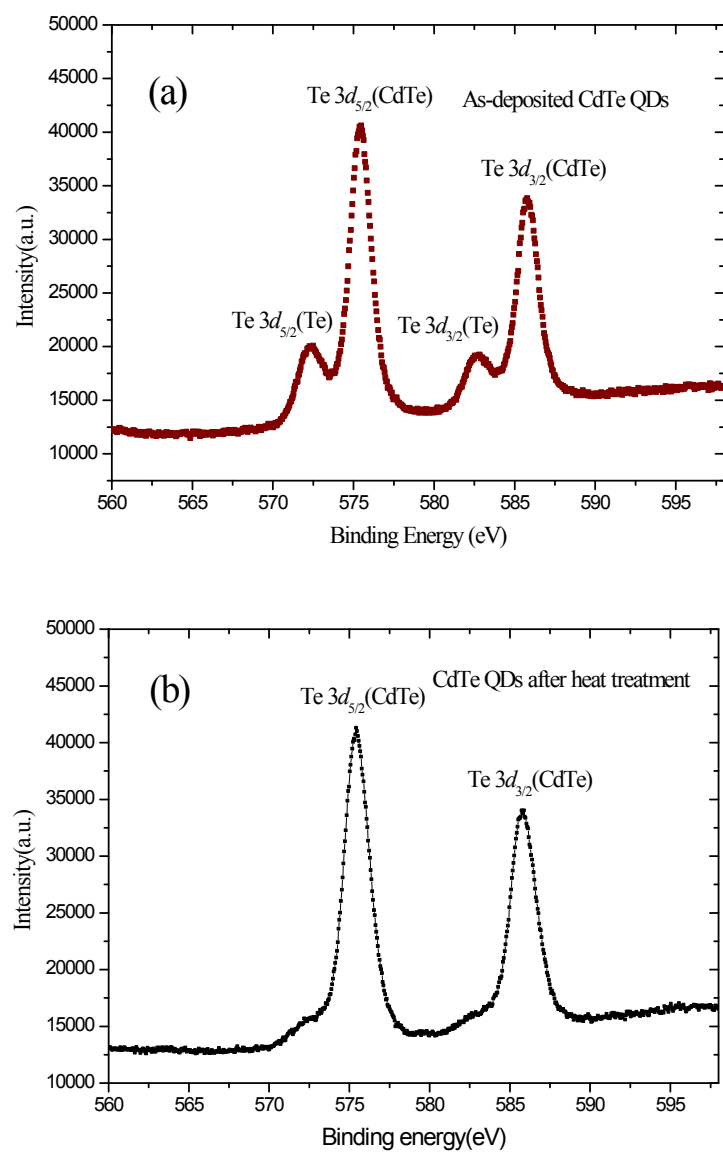 50000
45000
40000
35000
30000
25000
20000
15000
10000
Intensity(a.u.)
(a)
Te 3d5/2(CdTe)
As-deposited CdTe QDs
Te 3d3/2(CdTe)
Te 3d5/2(Te)
Te 3d3/2(Te)
560 565 570 575 580 585 590 595
Binding Energy (eV)
50000
45000
40000
35000
30000
25000
20000
15000
10000
Intensity(a.u.)
(b)
CdTe QDs after heat treatment
Te 3d5/2(CdTe)
Te 3d3/2(CdTe)
560 565 570 575 580 585 590 595
Binding energy(eV)